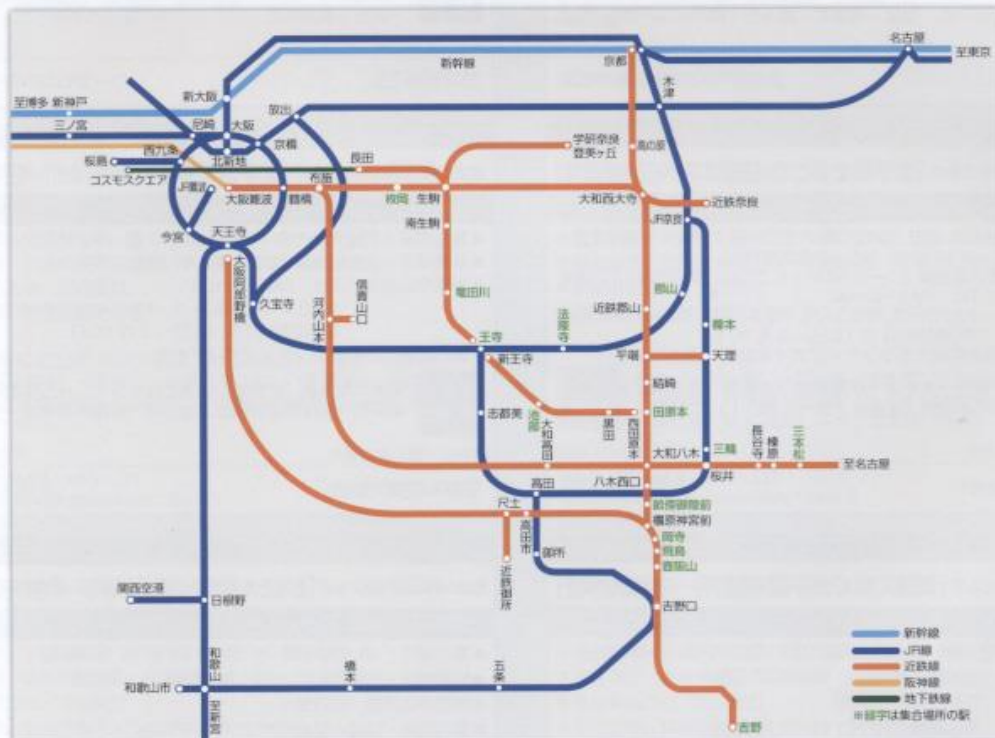 名古屋
新幹線
京都
至東京
新大阪
放出
木津
至博多 新神戸
三ノ宮
尼崎
大阪
京橋
学研奈良
登美ヶ丘
高の原
西九条
桜島
北新地
長田
コスモスクエア
布施
JR難波
大阪難波
鶴橋
枚岡
生駒
大和西大寺
近鉄奈良
JR奈良
今宮
天王寺
南生駒
大阪阿部野橋
信貴山口
竜田川
郡山
久宝寺
河内山本
近鉄郡山
櫟本
王寺
法隆寺
新王寺
平端
天理
結崎
志都美
池部
黒田
西田原本
田原本
大和高田
大和八木
三輪
長谷寺
榛原
三本松
至名古屋
桜井
高田
八木西口
畝傍御陵前
尺土
高田市
橿原神宮前
岡寺
飛鳥
壺阪山
御所
近鉄御所
関西空港
日根野
吉野口
和歌山
和歌山市
橋本
五条
至新宮
吉野
新幹線
JR線
近鉄線
阪神線
地下鉄線
※緑字は集合場所の駅